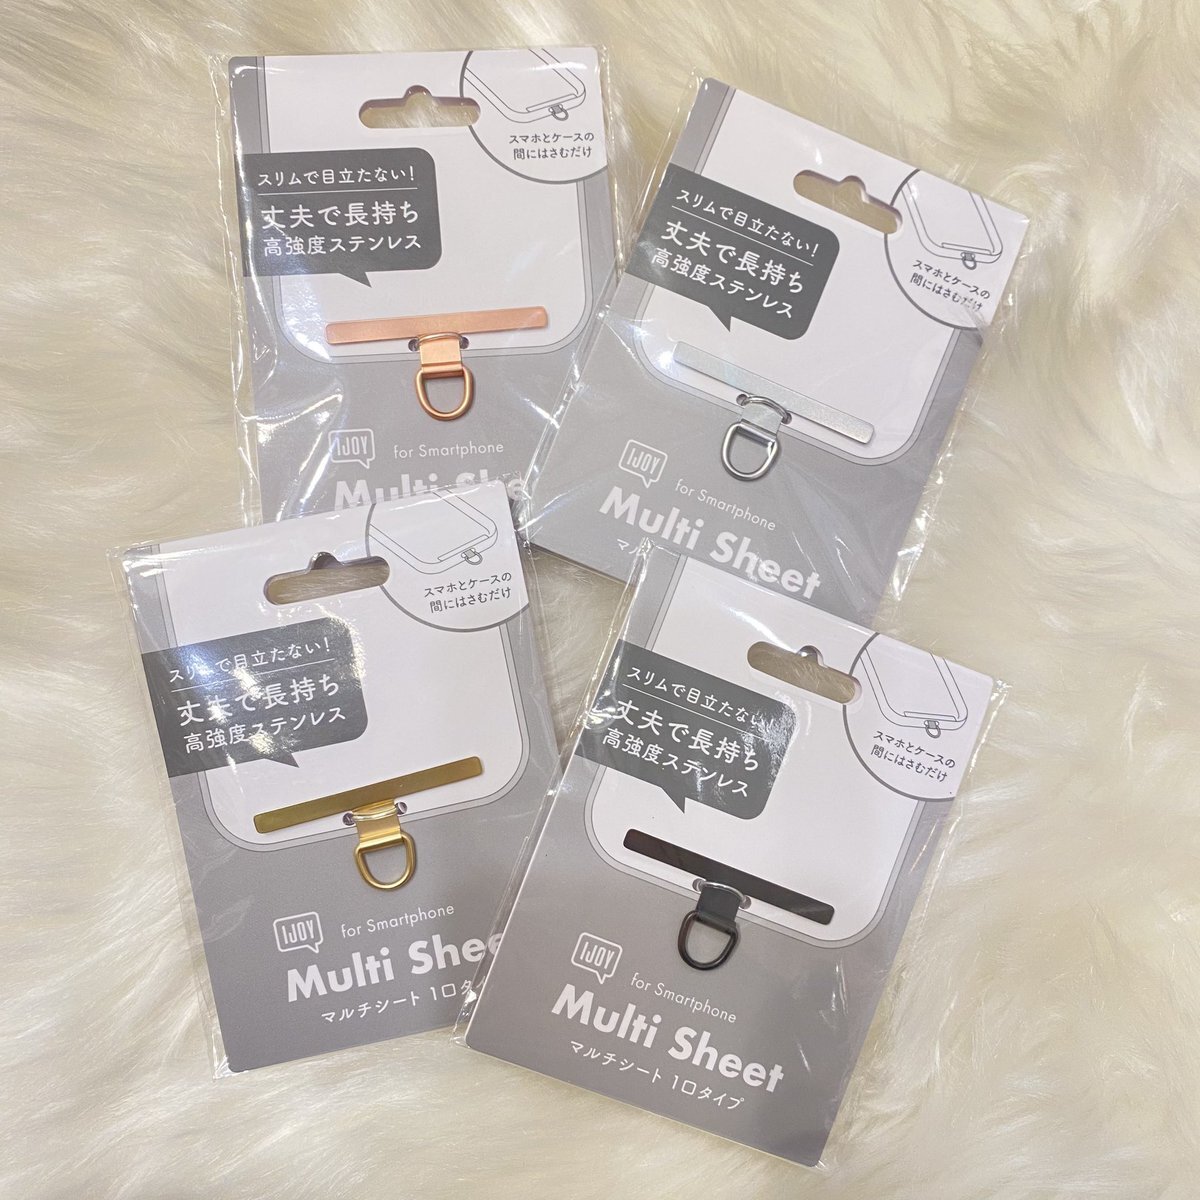 スマホとケースの
間にはさむだけ
スリムで目立たない!
丈夫で長持ち
高強度ステンレス
IJOY
for Smartphone
Multi She
スマホとケースの
間にはさむだけ
スリムで目立たない!
丈夫で長持ち
高強度ステンレス
IJOY
for Smartphone
Multi Sheet
マル
スマホとケースの
間にはさむだけ
スリムで目立たない!
丈夫で長持ち
高強度ステンレス
IJOY
for Smartphone
Multi Shee
マルチシート 1口タイ
スマホとケースの
間にはさむだけ
スリムで目立たない!
丈夫で長持ち
高強度ステンレス
IJOY
for Smartphone
Multi Sheet
マルチシート 1口タイプ